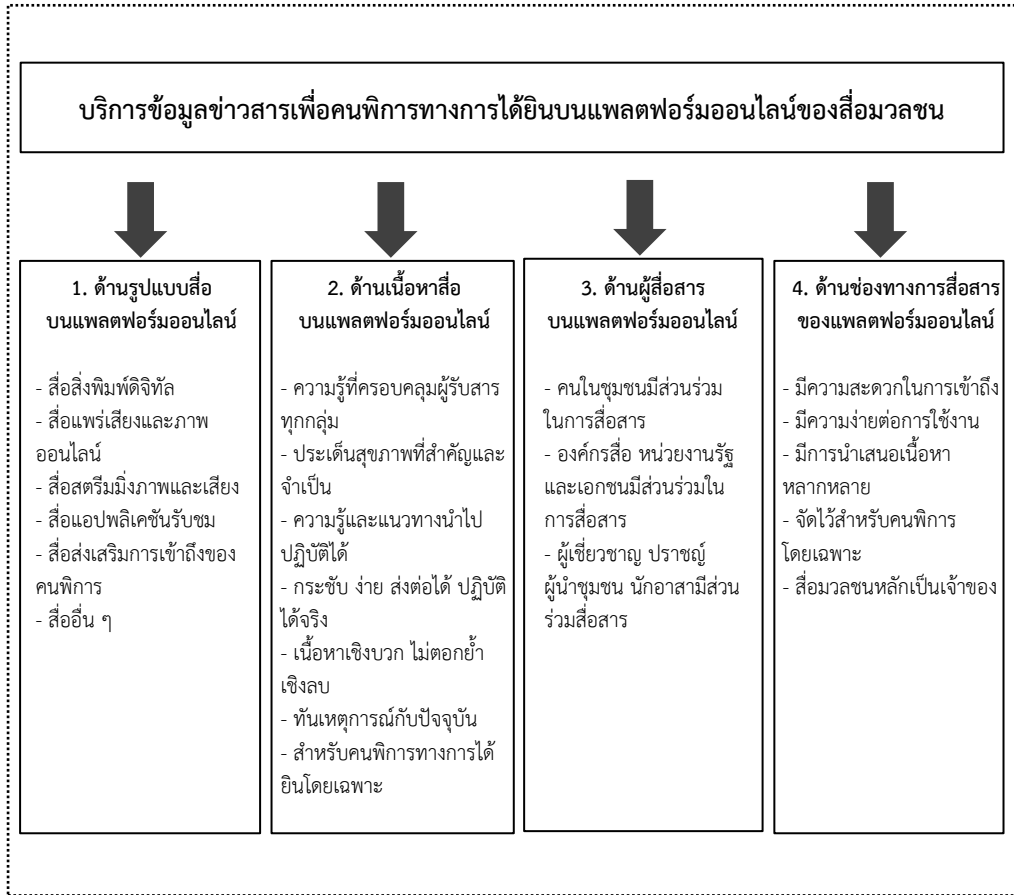 บริการข้อมูลข่าวสารเพื่อคนพิการทางการได้ยินบนแพลตฟอร์มออนไลน์ของสื่อมวลชน
1. ด้านรูปแบบสื่อ
บนแพลตฟอร์มออนไลน์
- สื่อสิ่งพิมพ์ดิจิทัล
- สื่อแพร่เสียงและภาพ
ออนไลน์
- สื่อสตรีมมิ่งภาพและเสียง
- สื่อแอปพลิเคชันรับชม
- สื่อส่งเสริมการเข้าถึงของ
คนพิการ
- สื่ออื่น ๆ
2. ด้านเนื้อหาสื่อ
บนแพลตฟอร์มออนไลน์
- ความรู้ที่ครอบคลุมผู้รับสาร
ทุกกลุ่ม
- ประเด็นสุขภาพที่สำคัญและ
จำเป็น
- ความรู้และแนวทางนำไป
ปฏิบัติได้
- กระชับ ง่าย ส่งต่อได้ ปฏิบัติ
ได้จริง
- เนื้อหาเชิงบวก ไม่ตอกย้ำ
เชิงลบ
- ทันเหตุการณ์กับปัจจุบัน
- สำหรับคนพิการทางการได้
ยินโดยเฉพาะ
3. ด้านผู้สื่อสาร
บนแพลตฟอร์มออนไลน์
- คนในชุมชนมีส่วนร่วม
ในการสื่อสาร
- องค์กรสื่อ หน่วยงานรัฐ
และเอกชนมีส่วนร่วมใน
การสื่อสาร
- ผู้เชี่ยวชาญ ปราชญ์
ผู้นำชุมชน นักอาสามีส่วน
ร่วมสื่อสาร
4. ด้านช่องทางการสื่อสาร
ของแพลตฟอร์มออนไลน์
- มีความสะดวกในการเข้าถึง
- มีความง่ายต่อการใช้งาน
- มีการนำเสนอเนื้อหา
หลากหลาย
- จัดไว้สำหรับคนพิการ
โดยเฉพาะ
- สื่อมวลชนหลักเป็นเจ้าของ